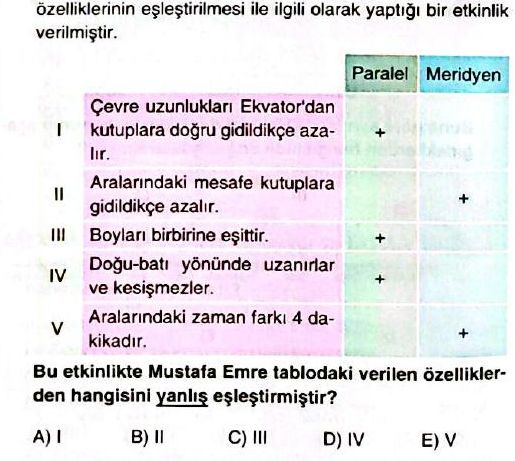 özelliklerinin eşleştirilmesi ile ilgili olarak yaptığı bir etkinlik
verilmiştir.
Paralel Meridyen
Çevre uzunlukları Ekvator'dan
I kutuplara doğru gidildikçe aza- +
lır.
Aralarındaki mesafe kutuplara
II gidildikçe azalır. +
III Boyları birbirine eşittir. +
Doğu-batı yönünde uzanırlar
IV ve kesişmezler. +
Aralarındaki zaman farkı 4 da-
V kikadır. +
Bu etkinlikte Mustafa Emre tablodaki verilen özellikler-
den hangisini yanlış eşleştirmiştir?
A) I B) II C) III D) IV E) V